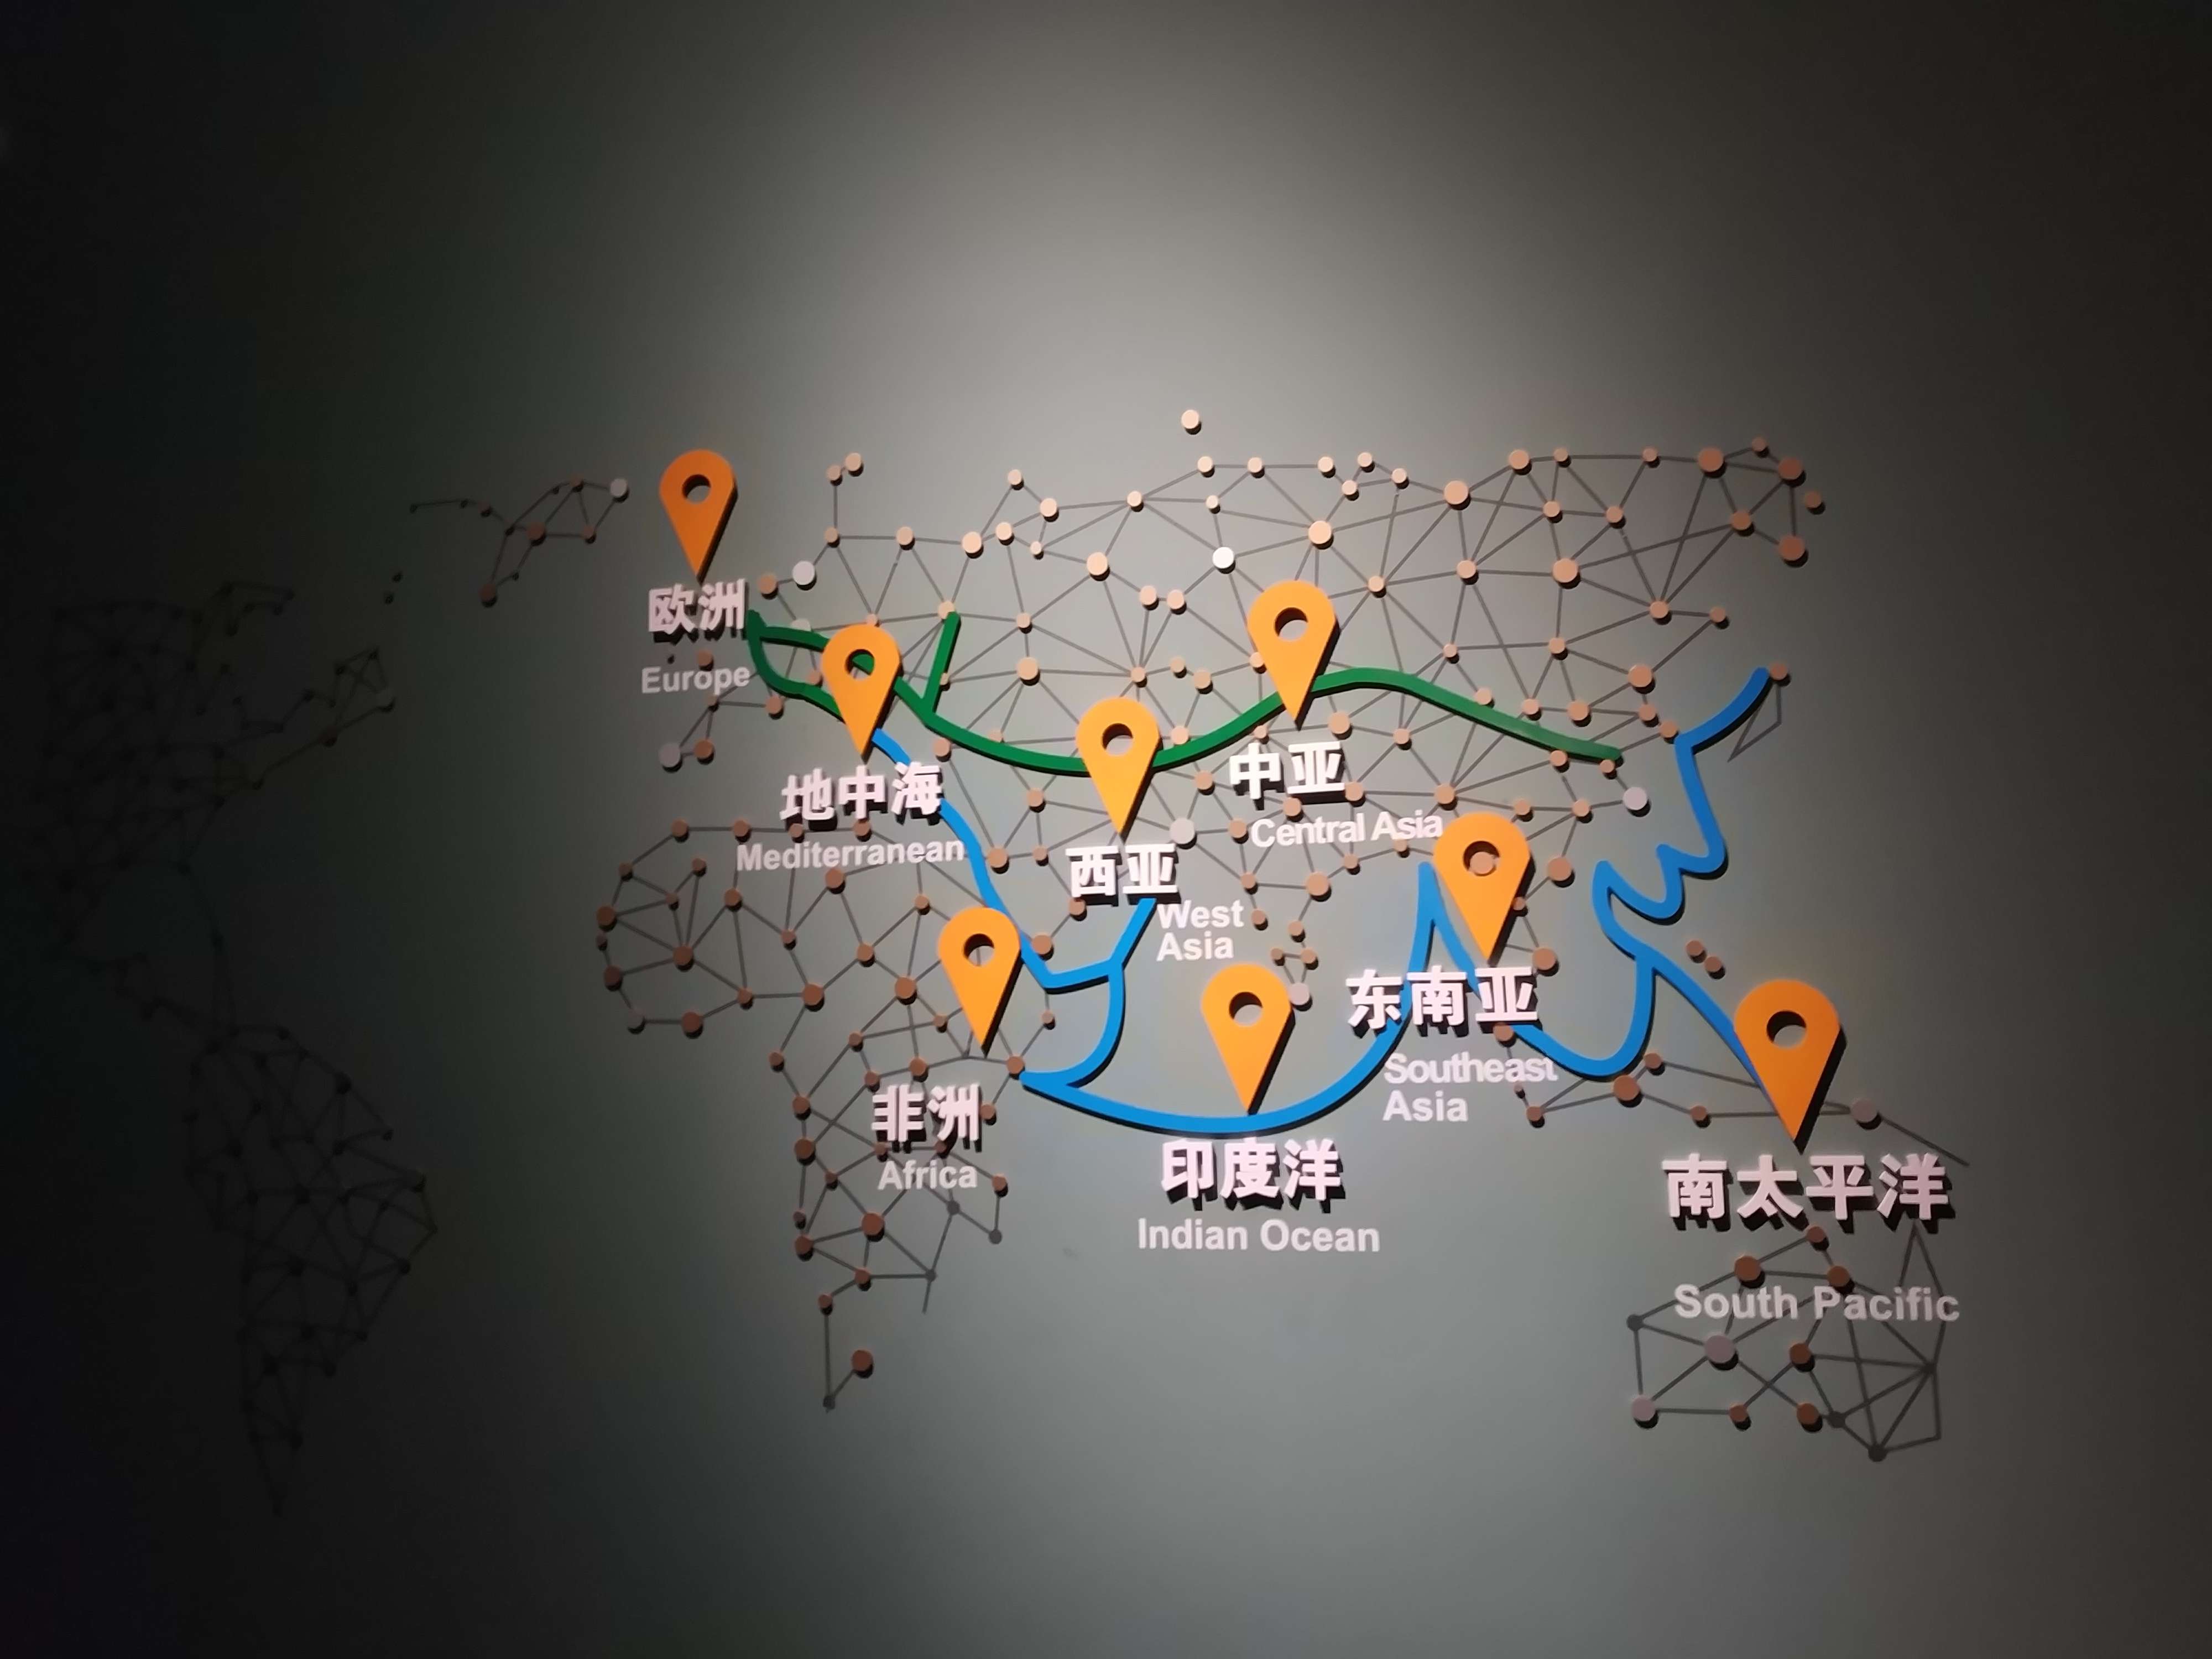 欧洲
Europe
地中海
Mediterranean
中亚
Central Asia
西亚
West
Asia
东南亚
Southeast
Asia
非洲
Africa
印度洋
Indian Ocean
南太平洋
South Pacific